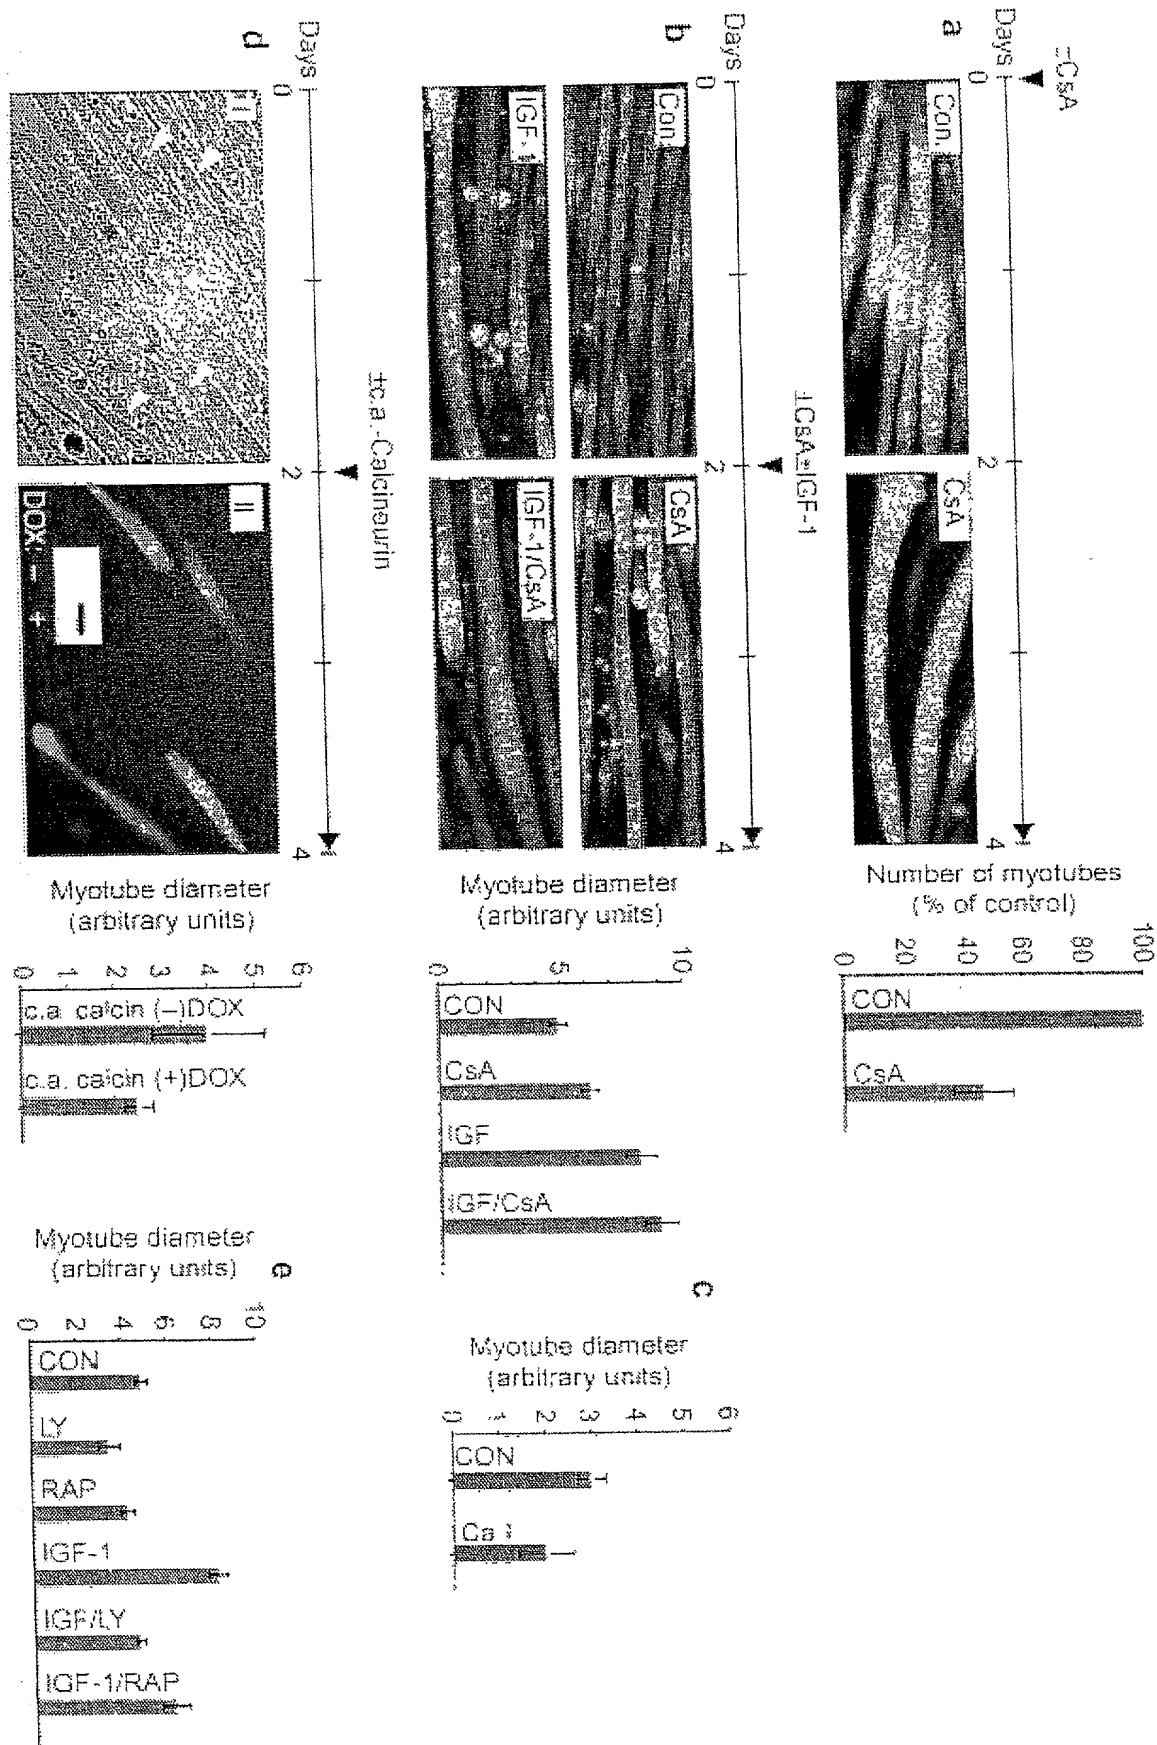 a
±CsA
Days
0
2
4
Con.
CsA
Number of myotubes
(% of control)
0
20
40
60
80
100
CON
CsA
b
±CsA±IGF-1
Days
0
2
4
Con.
CsA
IGF-1
IGF-1/CsA
Myotube diameter
(arbitrary units)
0
5
10
CON
CsA
IGF
IGF/CsA
c
Myotube diameter
(arbitrary units)
0
1
2
3
4
5
6
CON
d
±c.a.-Calcineurin
Days
0
2
4
I
II
DOX – +
Myotube diameter
(arbitrary units)
0
1
2
3
4
5
6
c.a. calcin (–)DOX
c.a. calcin (+)DOX
e
Myotube diameter
(arbitrary units)
0
2
4
6
8
10
CON
LY
RAP
IGF-1
IGF/LY
IGF-1/RAP